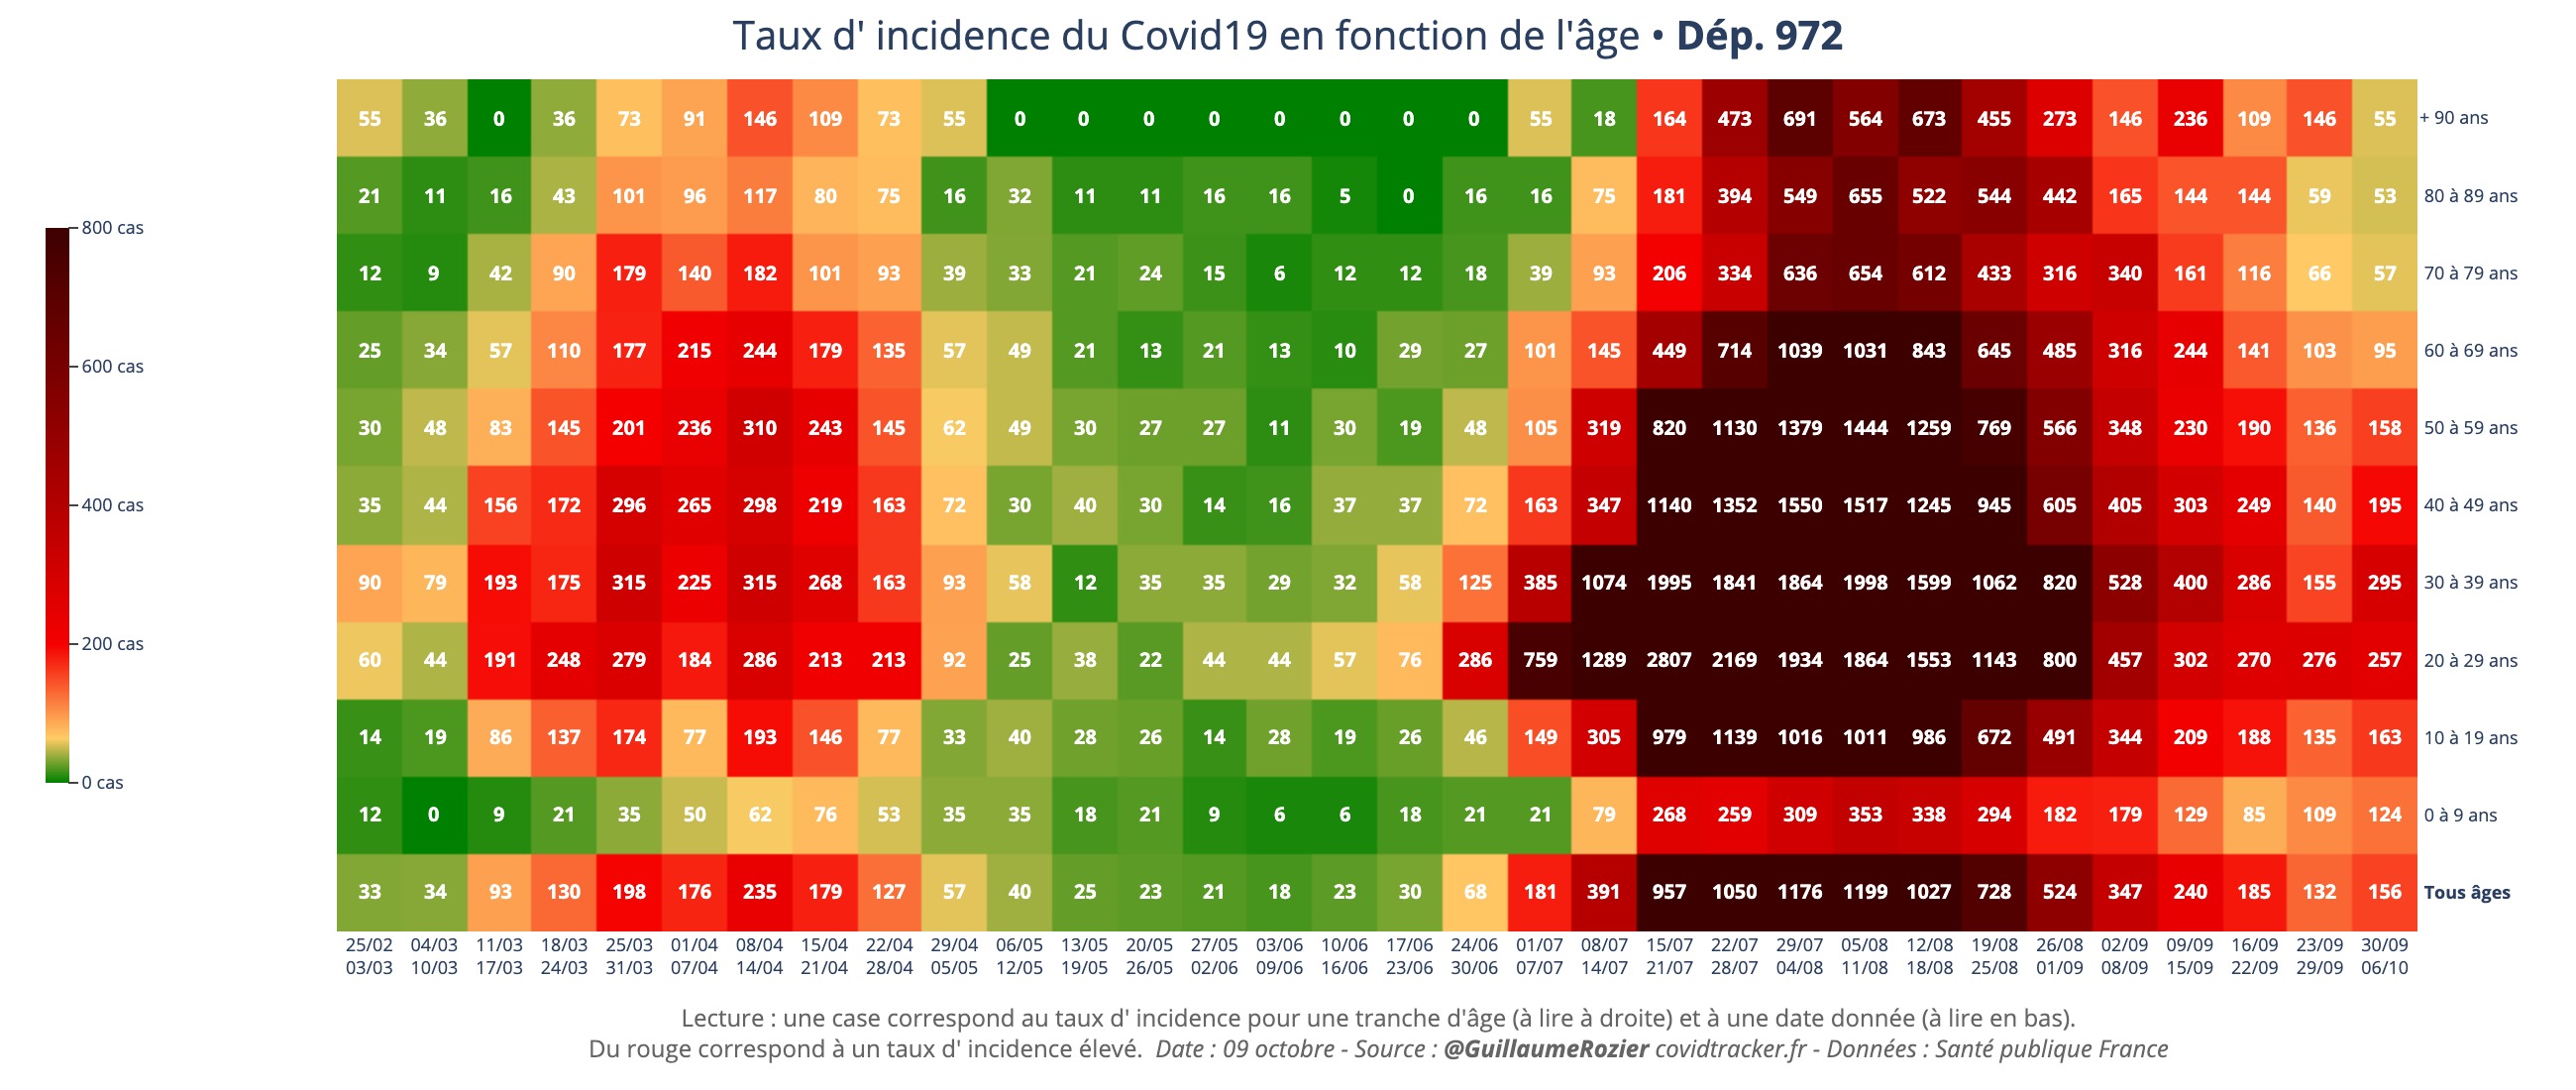 Taux d' incidence du Covid19 en fonction de l'âge • Dép. 972
800 cas
600 cas
400 cas
200 cas
0 cas
55 36 0 36 73 91 146 109 73 55 0 0 0 0 0 0 0 0 55 18 164 473 691 564 673 455 273 146 236 109 146 55 + 90 ans
21 11 16 43 101 96 117 80 75 16 32 11 11 16 16 5 0 16 16 75 181 394 549 655 522 544 442 165 144 144 59 53 80 à 89 ans
12 9 42 90 179 140 182 101 93 39 33 21 24 15 6 12 12 18 39 93 206 334 636 654 612 433 316 340 161 116 66 57 70 à 79 ans
25 34 57 110 177 215 244 179 135 57 49 21 13 21 13 10 29 27 101 145 449 714 1039 1031 843 645 485 316 244 141 103 95 60 à 69 ans
30 48 83 145 201 236 310 243 145 62 49 30 27 27 11 30 19 48 105 319 820 1130 1379 1444 1259 769 566 348 230 190 136 158 50 à 59 ans
35 44 156 172 296 265 298 219 163 72 30 40 30 14 16 37 37 72 163 347 1140 1352 1550 1517 1245 945 605 405 303 249 140 195 40 à 49 ans
90 79 193 175 315 225 315 268 163 93 58 12 35 35 29 32 58 125 385 1074 1995 1841 1864 1998 1599 1062 820 528 400 286 155 295 30 à 39 ans
60 44 191 248 279 184 286 213 213 92 25 38 22 44 44 57 76 286 759 1289 2807 2169 1934 1864 1553 1143 800 457 302 270 276 257 20 à 29 ans
14 19 86 137 174 77 193 146 77 33 40 28 26 14 28 19 26 46 149 305 979 1139 1016 1011 986 672 491 344 209 188 135 163 10 à 19 ans
12 0 9 21 35 50 62 76 53 35 35 18 21 9 6 6 18 21 21 79 268 259 309 353 338 294 182 179 129 85 109 124 0 à 9 ans
33 34 93 130 198 176 235 179 127 57 40 25 23 21 18 23 30 68 181 391 957 1050 1176 1199 1027 728 524 347 240 185 132 156 Tous âges
25/02 04/03 11/03 18/03 25/03 01/04 08/04 15/04 22/04 29/04 06/05 13/05 20/05 27/05 03/06 10/06 17/06 24/06 01/07 08/07 15/07 22/07 29/07 05/08 12/08 19/08 26/08 02/09 09/09 16/09 23/09 30/09
03/03 10/03 17/03 24/03 31/03 07/04 14/04 21/04 28/04 05/05 12/05 19/05 26/05 02/06 09/06 16/06 23/06 30/06 07/07 14/07 21/07 28/07 04/08 11/08 18/08 25/08 01/09 08/09 15/09 22/09 29/09 06/10
Lecture : une case correspond au taux d' incidence pour une tranche d'âge (à lire à droite) et à une date donnée (à lire en bas).
Du rouge correspond à un taux d' incidence élevé. Date : 09 octobre - Source : @GuillaumeRozier covidtracker.fr - Données : Santé publique France